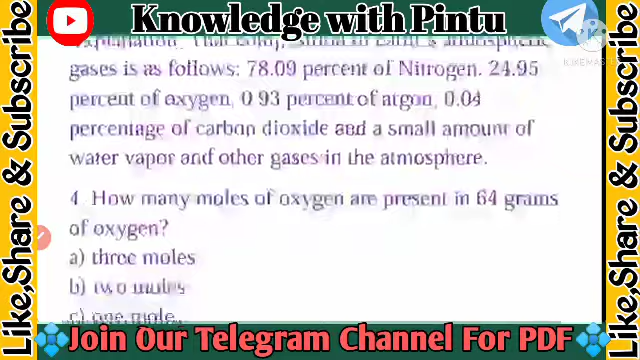 Knowledge with Pintu
gases is as follows: 78.09 percent of Nitrogen. 24.95
percent of oxygen, 0 93 percent of argon, 0.04
percentage of carbon dioxide and a small amount of
water vapor and other gases in the atmosphere.
4 How many moles of oxygen are present in 64 grams
of oxygen?
a) three moles
b) two moles
c) one mole
Join Our Telegram Channel For PDF
Like,Share & Subscribe
Like,Share & Subscribe